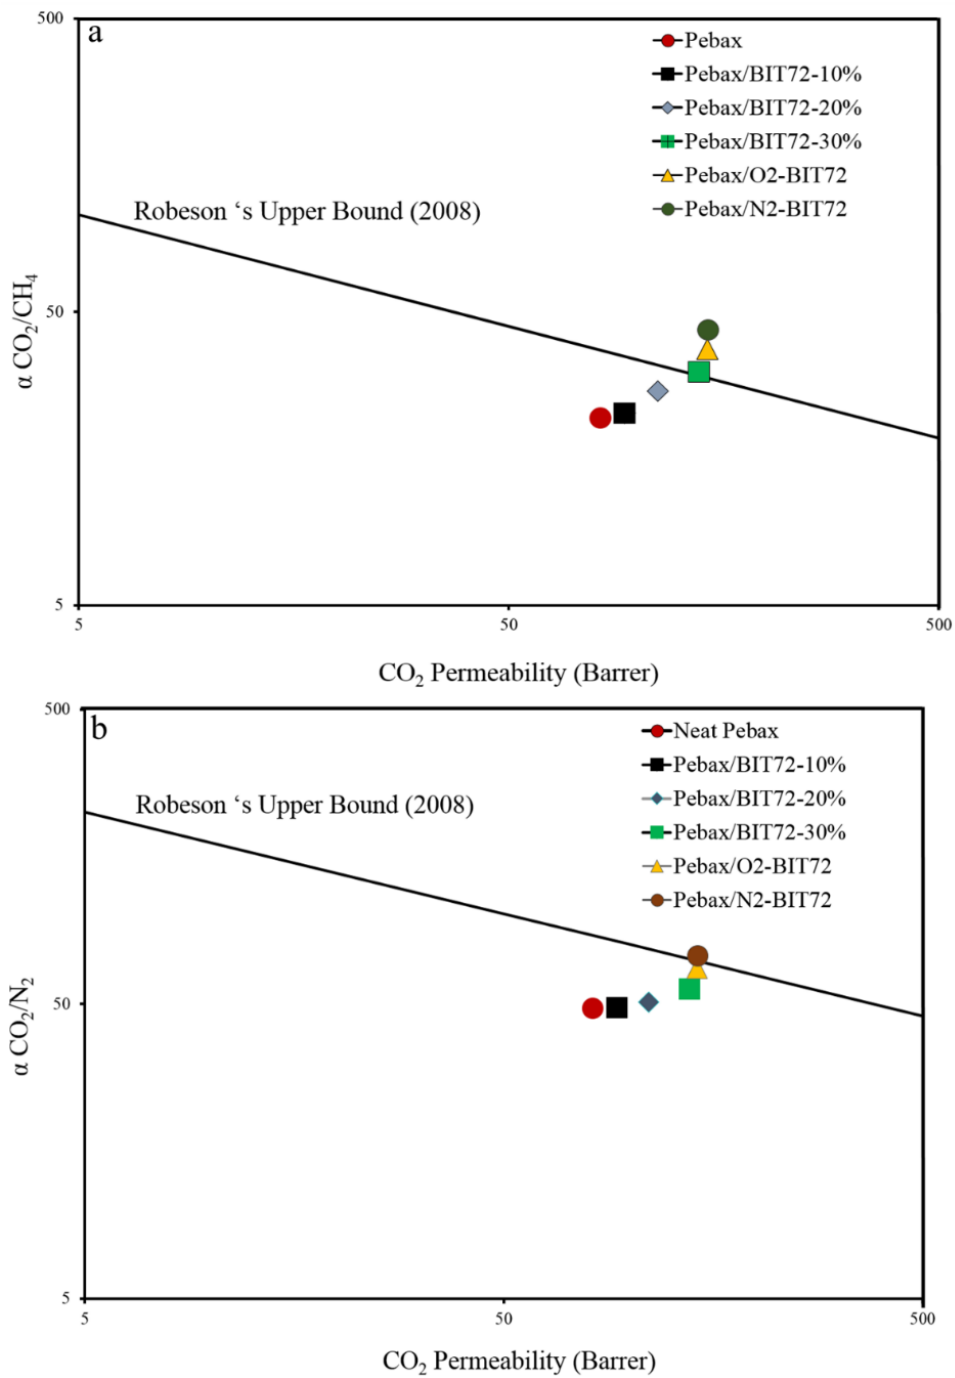 500
a
Pebax
Pebax/BIT72-10%
Pebax/BIT72-20%
Pebax/BIT72-30%
Pebax/O2-BIT72
Pebax/N2-BIT72
Robeson ‘s Upper Bound (2008)
α CO₂/CH₄
50
5
5
50
500
CO₂ Permeability (Barrer)
500
b
Neat Pebax
Pebax/BIT72-10%
Pebax/BIT72-20%
Pebax/BIT72-30%
Pebax/O2-BIT72
Pebax/N2-BIT72
Robeson ‘s Upper Bound (2008)
α CO₂/N₂
50
5
5
50
500
CO₂ Permeability (Barrer)